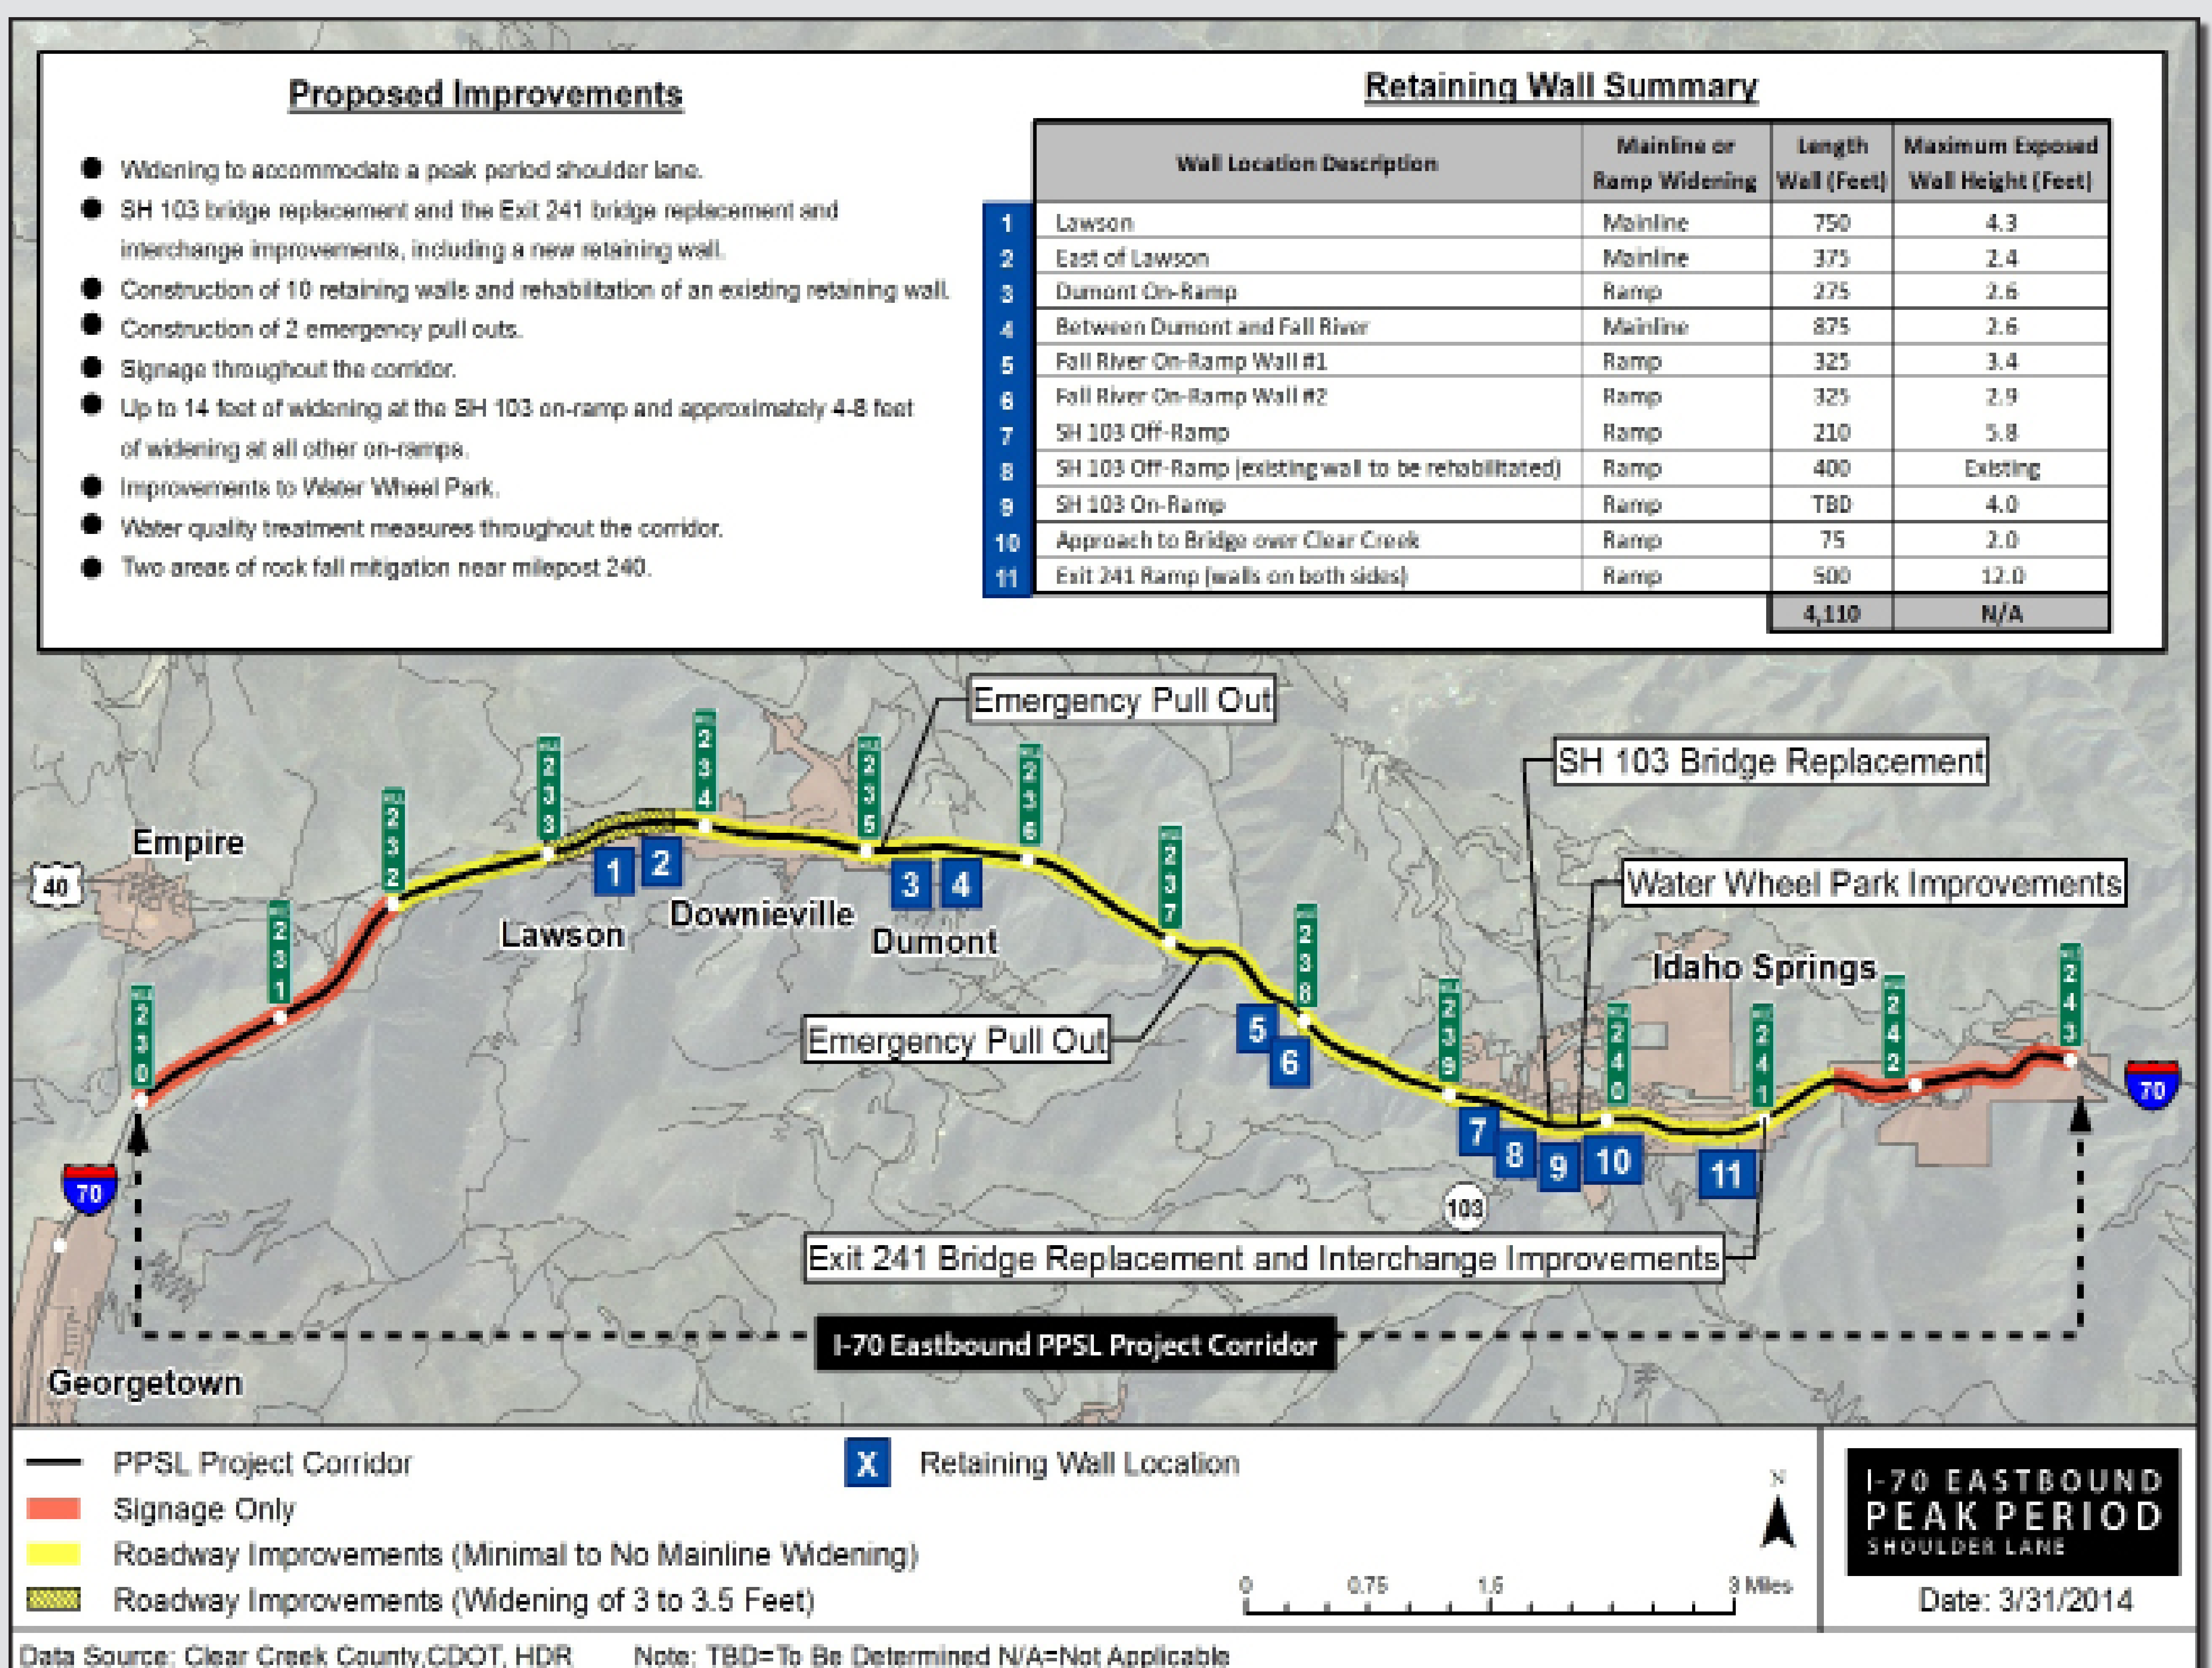 Proposed Improvements
● Widening to accommodate a peak period shoulder lane.
● SH 103 bridge replacement and the Exit 241 bridge replacement and
interchange improvements, including a new retaining wall.
● Construction of 10 retaining walls and rehabilitation of an existing retaining wall.
● Construction of 2 emergency pull outs.
● Signage throughout the corridor.
● Up to 14 feet of widening at the SH 103 on-ramp and approximately 4-8 feet
of widening at all other on-ramps.
● Improvements to Water Wheel Park.
● Water quality treatment measures throughout the corridor.
● Two areas of rock fall mitigation near milepost 240.
Retaining Wall Summary
Wall Location Description Mainline or Ramp Widening Length Wall (Feet) Maximum Exposed Wall Height (Feet)
1 Lawson Mainline 750 4.3
2 East of Lawson Mainline 375 2.4
3 Dumont On-Ramp Ramp 275 2.6
4 Between Dumont and Fall River Mainline 875 2.6
5 Fall River On-Ramp Wall #1 Ramp 325 3.4
6 Fall River On-Ramp Wall #2 Ramp 325 2.9
7 SH 103 Off-Ramp Ramp 210 5.8
8 SH 103 Off-Ramp (existing wall to be rehabilitated) Ramp 400 Existing
9 SH 103 On-Ramp Ramp TBD 4.0
10 Approach to Bridge over Clear Creek Ramp 75 2.0
11 Exit 241 Ramp (walls on both sides) Ramp 500 12.0
4,110 N/A
Emergency Pull Out
SH 103 Bridge Replacement
234
233
235
236
232
237
Empire
40
1
2
3
4
Water Wheel Park Improvements
Lawson
Downieville
Dumont
231
238
Idaho Springs
230
239
240
241
242
243
Emergency Pull Out
5
6
70
7
8
9
10
11
70
103
Exit 241 Bridge Replacement and Interchange Improvements
I-70 Eastbound PPSL Project Corridor
Georgetown
PPSL Project Corridor
Signage Only
Roadway Improvements (Minimal to No Mainline Widening)
Roadway Improvements (Widening of 3 to 3.5 Feet)
X Retaining Wall Location
N
0 0.75 1.5 3 Miles
I-70 EASTBOUND
PEAK PERIOD
SHOULDER LANE
Date: 3/31/2014
Data Source: Clear Creek County,CDOT, HDR Note: TBD=To Be Determined N/A=Not Applicable